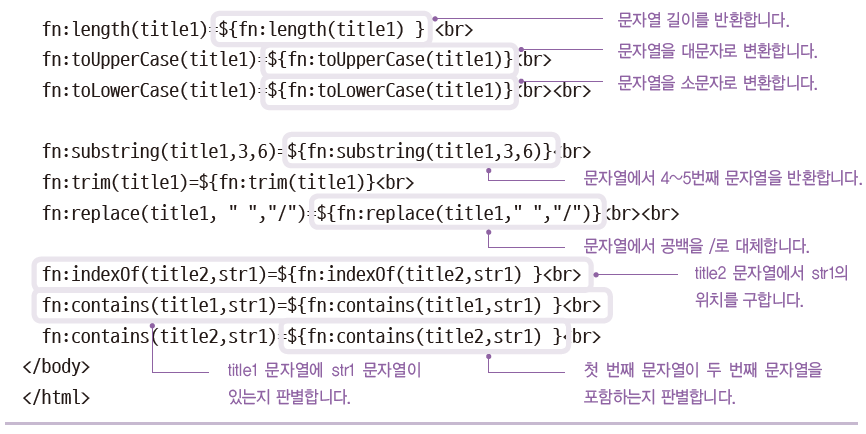 fn:length(title1)=${fn:length(title1) } <br>
문자열 길이를 반환합니다.
fn:toUpperCase(title1)=${fn:toUpperCase(title1)}<br>
문자열을 대문자로 변환합니다.
fn:toLowerCase(title1)=${fn:toLowerCase(title1)}<br><br>
문자열을 소문자로 변환합니다.
fn:substring(title1,3,6)=${fn:substring(title1,3,6)}<br>
문자열에서 4～5번째 문자열을 반환합니다.
fn:trim(title1)=${fn:trim(title1)}<br>
fn:replace(title1, " ","/")=${fn:replace(title1," ","/")}<br><br>
문자열에서 공백을 /로 대체합니다.
fn:indexOf(title2,str1)=${fn:indexOf(title2,str1) }<br>
title2 문자열에서 str1의
위치를 구합니다.
fn:contains(title1,str1)=${fn:contains(title1,str1) }<br>
fn:contains(title2,str1)=${fn:contains(title2,str1) }<br>
title1 문자열에 str1 문자열이
있는지 판별합니다.
첫 번째 문자열이 두 번째 문자열을
포함하는지 판별합니다.
</body>
</html>